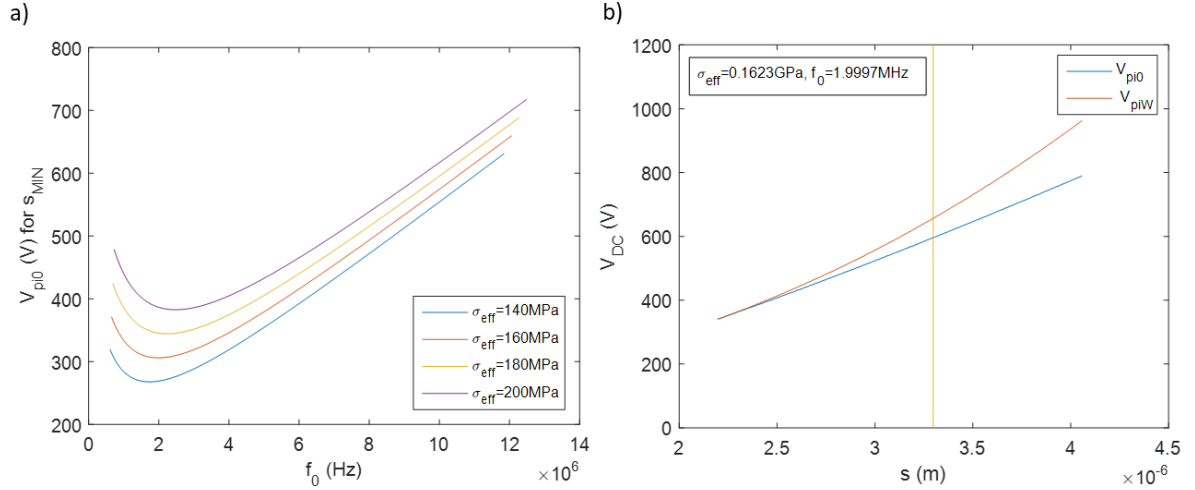 a)
800
700
600
500
400
300
200
V_pi0 (V) for s_MIN
0 2 4 6 8 10 12 14
f_0 (Hz)
×10^6
σ_eff=140MPa
σ_eff=160MPa
σ_eff=180MPa
σ_eff=200MPa
b)
1200
1000
800
600
400
200
0
V_DC (V)
σ_eff=0.1623GPa, f_0=1.9997MHz
V_pi0
V_piW
2 2.5 3 3.5 4 4.5
s (m)
×10^-6